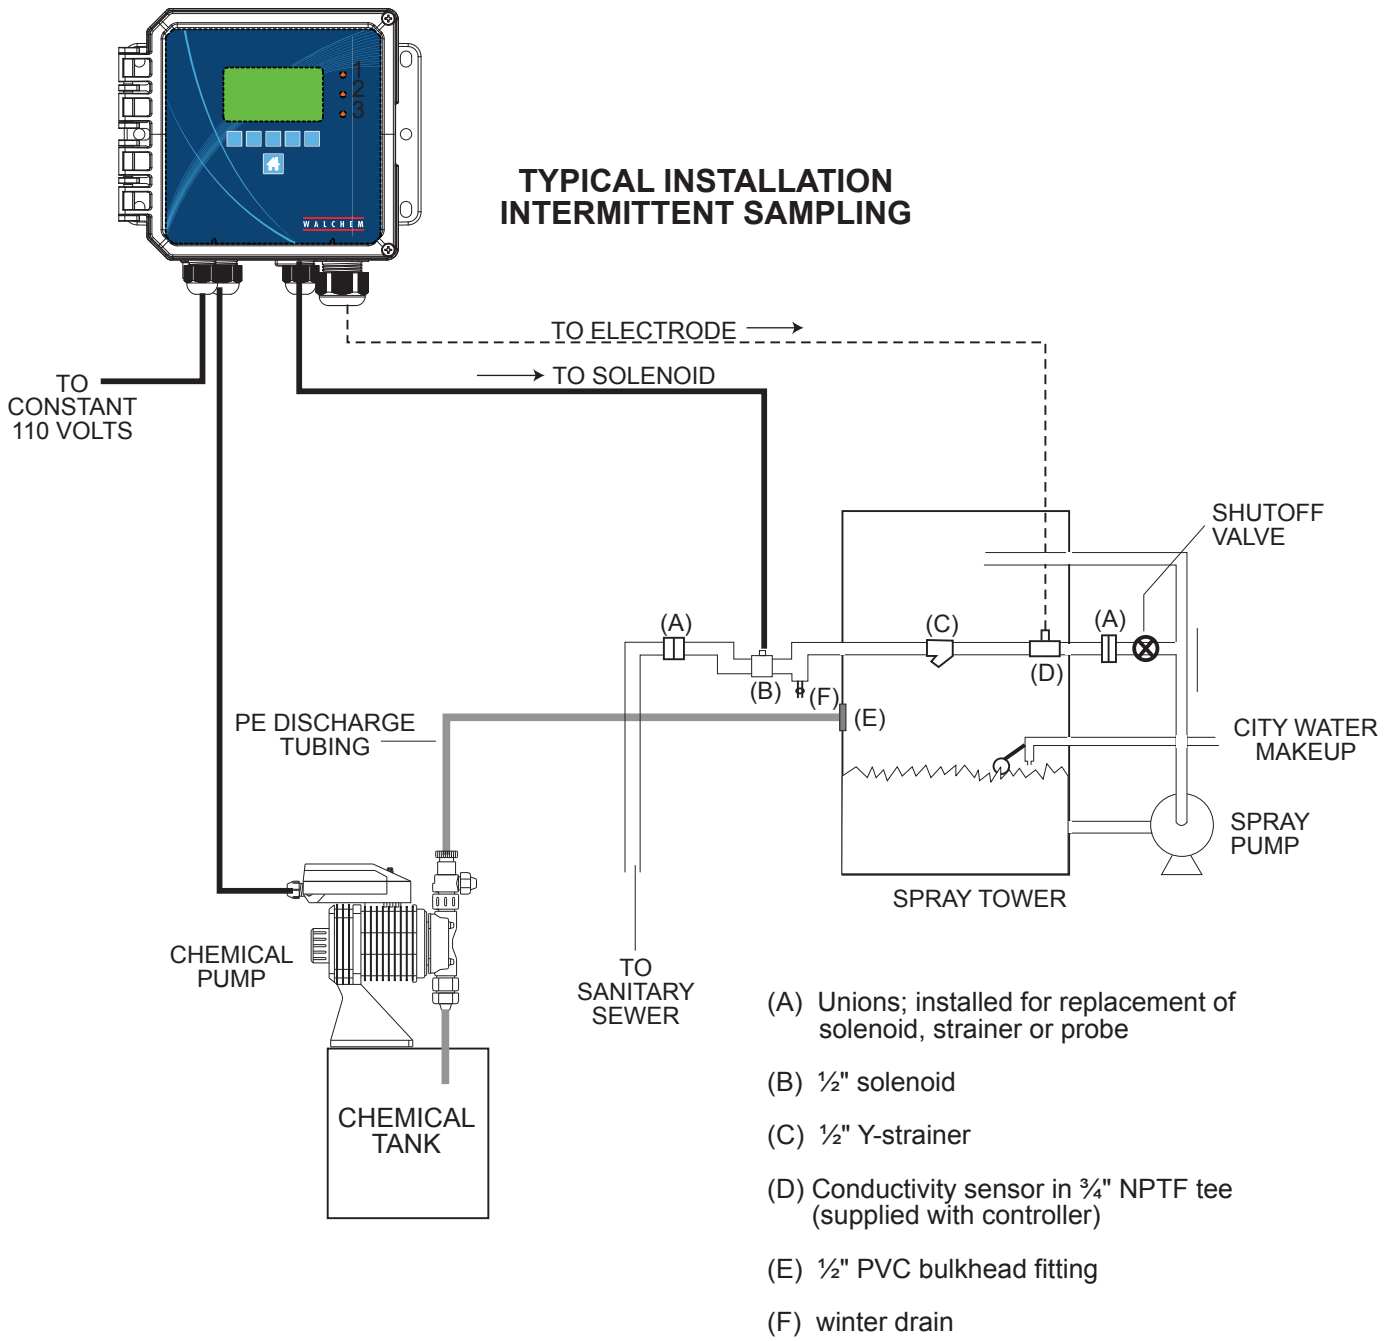 1
2
3
WALCHEM
TYPICAL INSTALLATION
INTERMITTENT SAMPLING
TO ELECTRODE
TO SOLENOID
TO
CONSTANT
110 VOLTS
SHUTOFF
VALVE
(A)
(C)
(A)
(B)
(F)
(D)
(E)
PE DISCHARGE
TUBING
CITY WATER
MAKEUP
SPRAY
PUMP
SPRAY TOWER
CHEMICAL
PUMP
TO
SANITARY
SEWER
CHEMICAL
TANK
(A) Unions; installed for replacement of
solenoid, strainer or probe
(B) ½" solenoid
(C) ½" Y-strainer
(D) Conductivity sensor in ¾" NPTF tee
(supplied with controller)
(E) ½" PVC bulkhead fitting
(F) winter drain